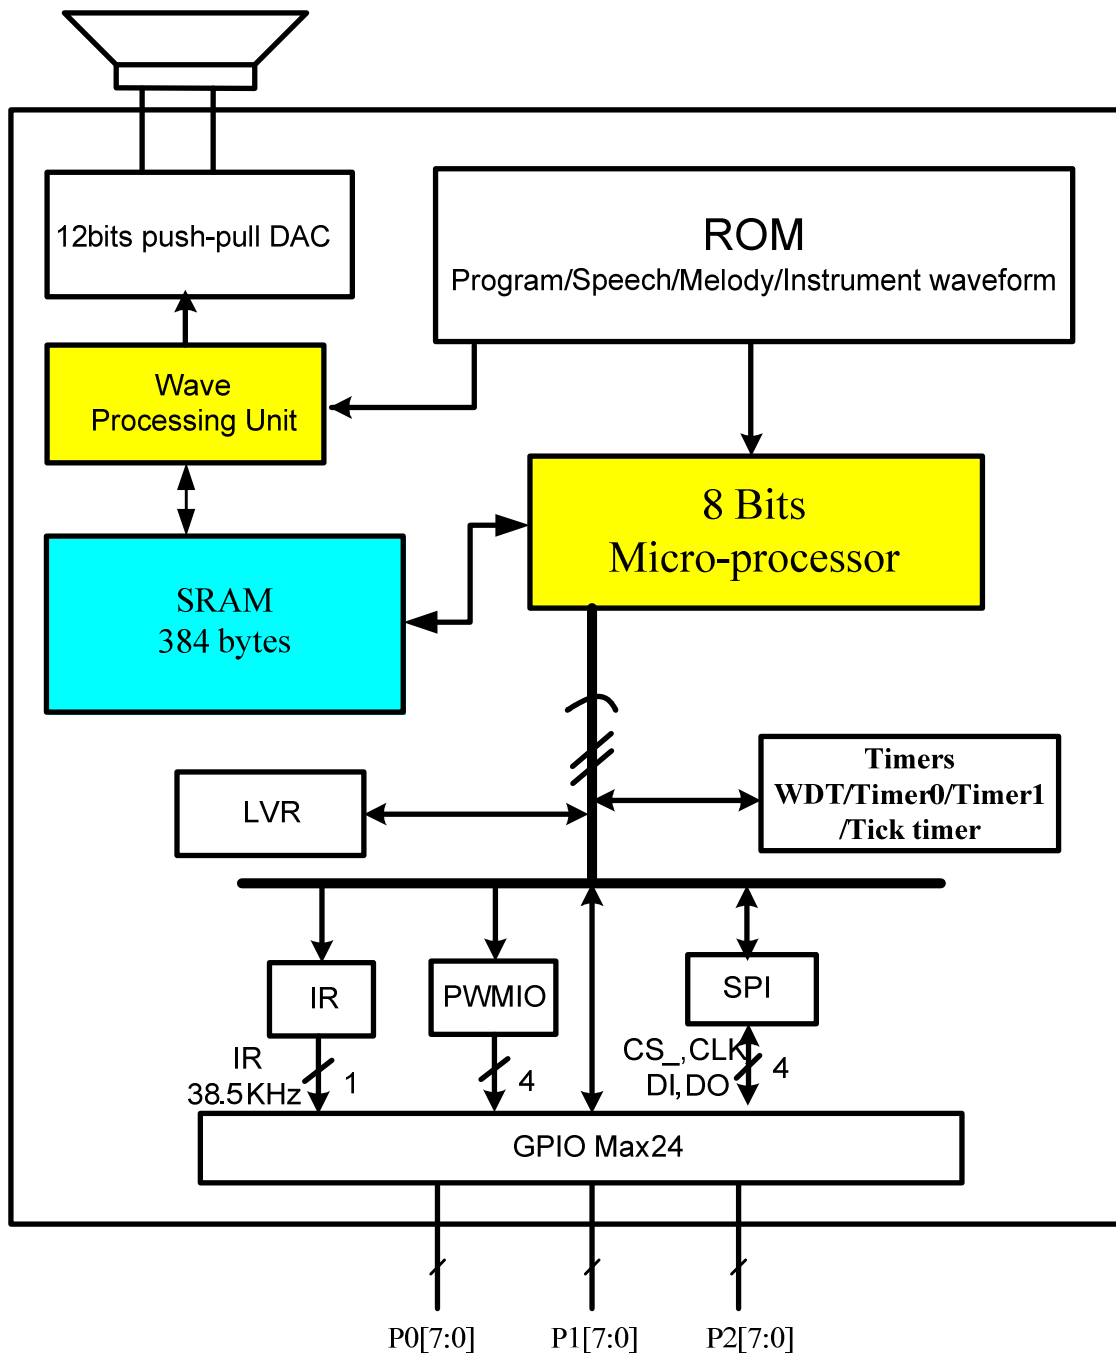 12bits push-pull DAC
ROM
Program/Speech/Melody/Instrument waveform
Wave
Processing Unit
8 Bits
Micro-processor
SRAM
384 bytes
Timers
WDT/Timer0/Timer1
/Tick timer
LVR
IR
PWMIO
SPI
IR
38.5KHz
1
4
CS_,CLK
DI,DO
4
GPIO Max24
P0[7:0]
P1[7:0]
P2[7:0]